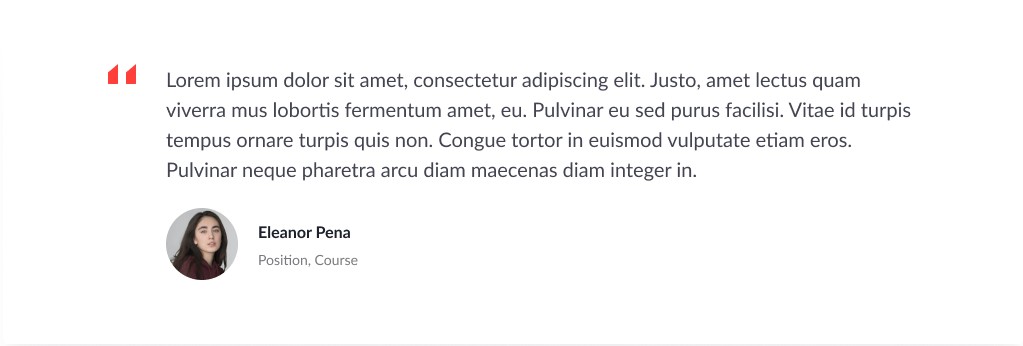 Lorem ipsum dolor sit amet, consectetur adipiscing elit. Justo, amet lectus quam
viverra mus lobortis fermentum amet, eu. Pulvinar eu sed purus facilisi. Vitae id turpis
tempus ornare turpis quis non. Congue tortor in euismod vulputate etiam eros.
Pulvinar neque pharetra arcu diam maecenas diam integer in.
Eleanor Pena
Position, Course